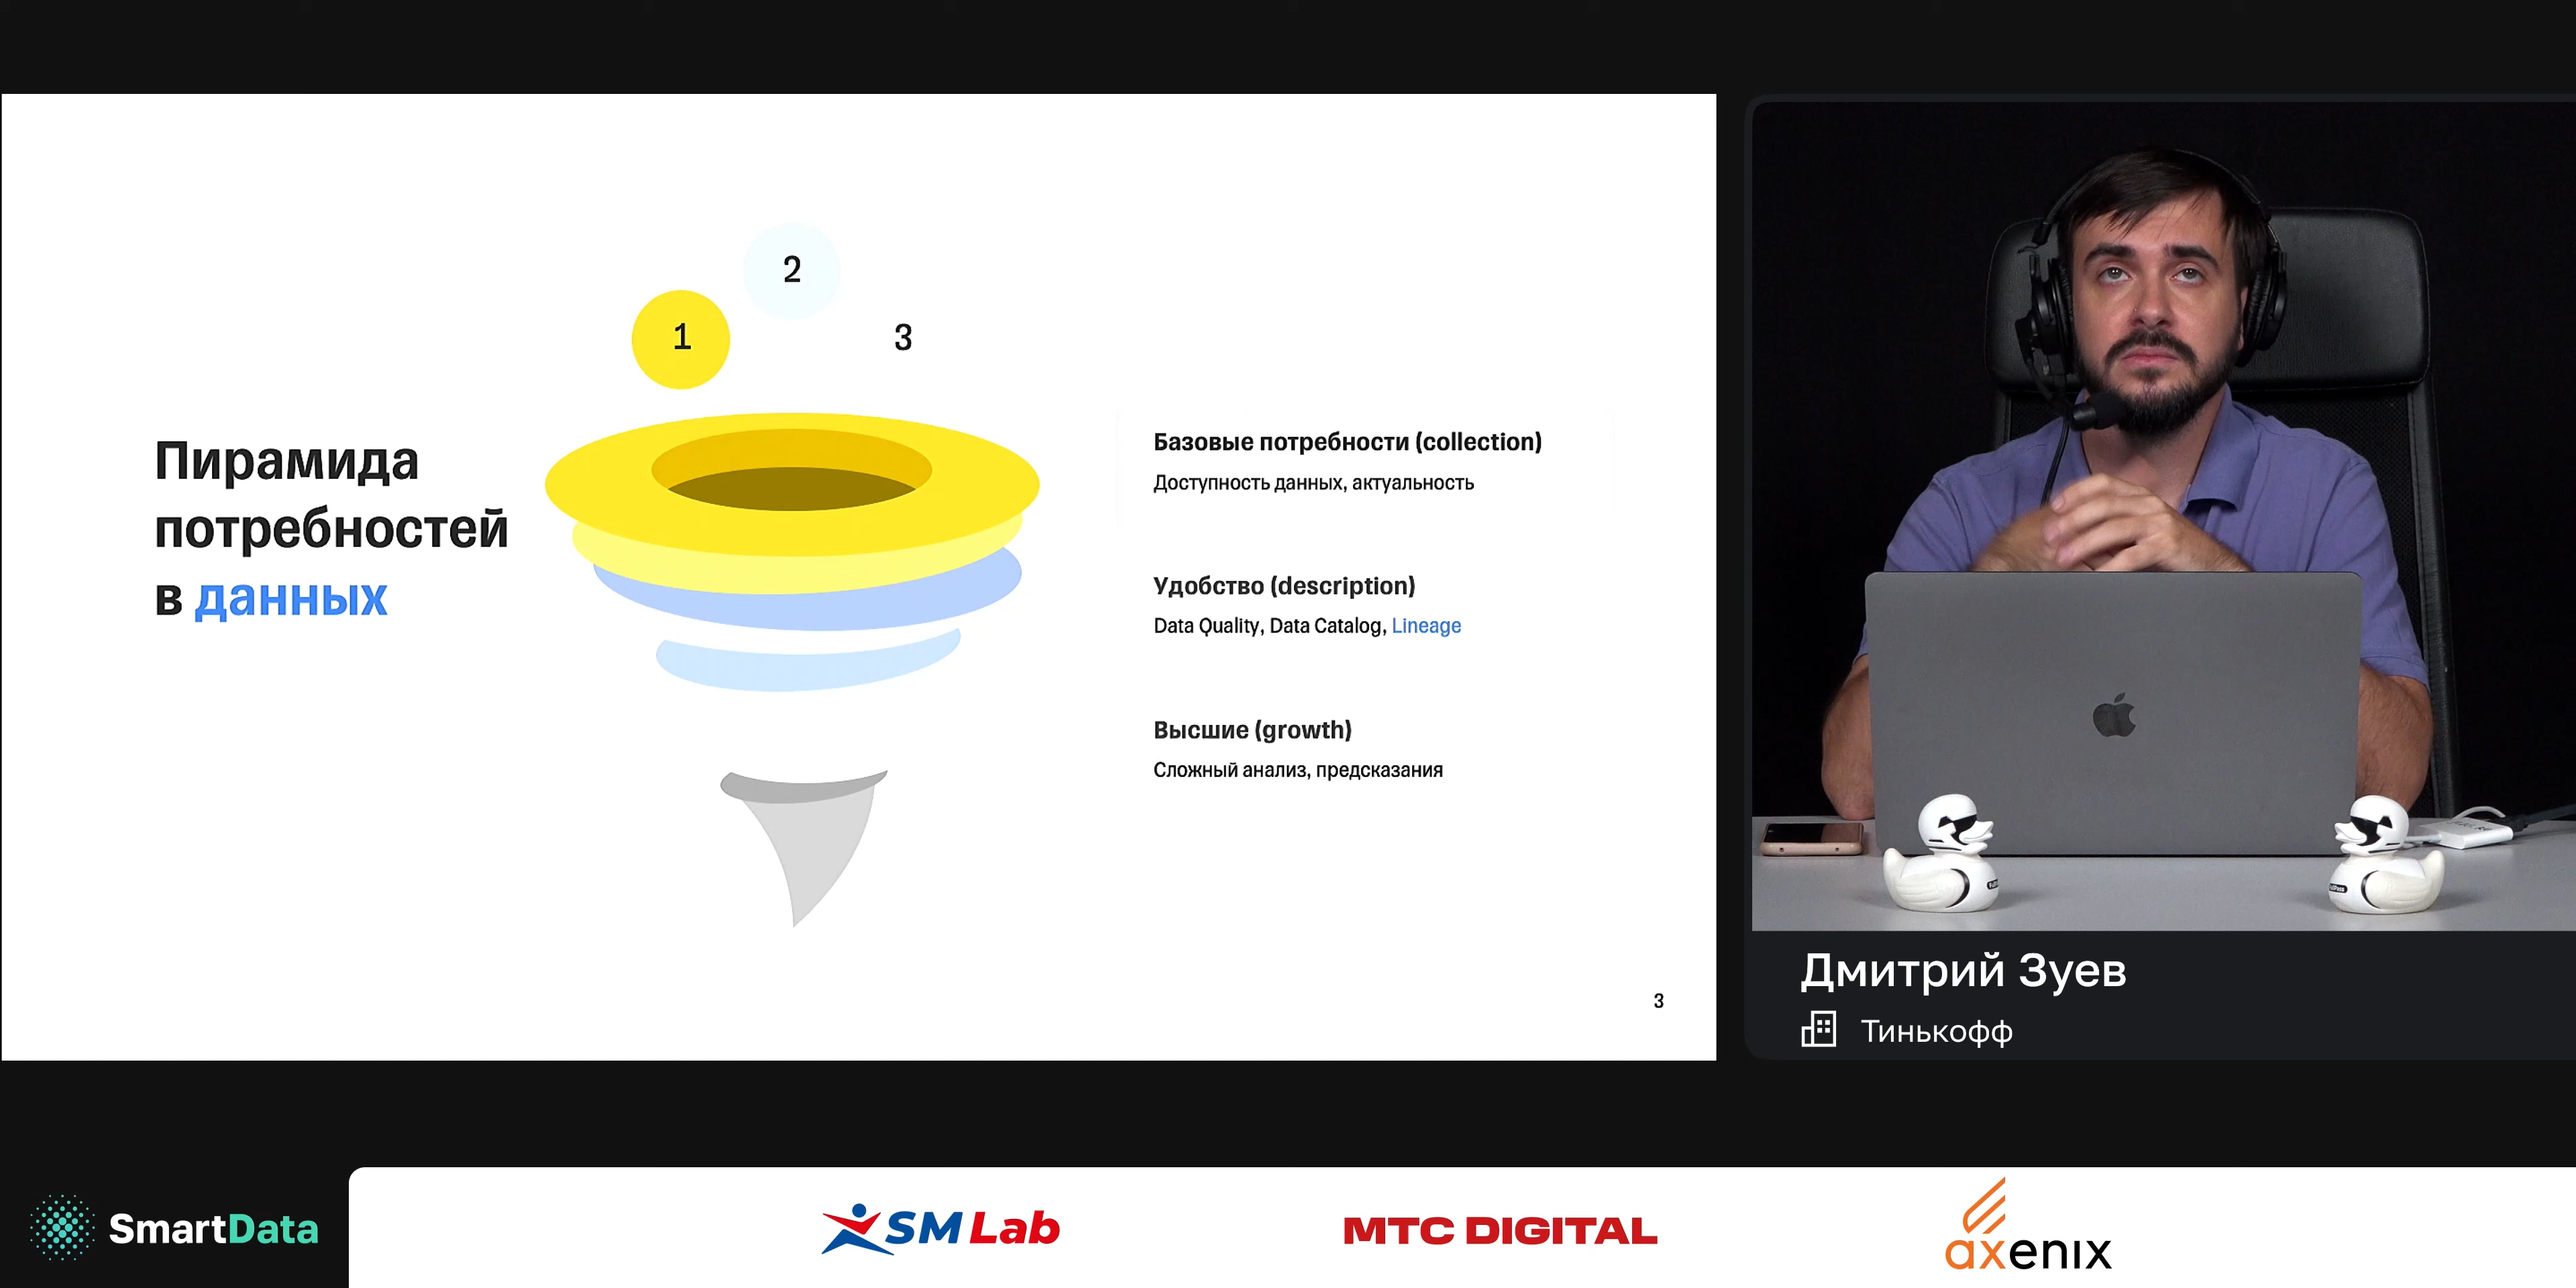 Пирамида
потребностей
в данных
1
2
3
Базовые потребности (collection)
Доступность данных, актуальность
Удобство (description)
Data Quality, Data Catalog, Lineage
Высшие (growth)
Сложный анализ, предсказания
3
Дмитрий Зуев
Тинькофф
SmartData
SM Lab
МТС DIGITAL
axenix